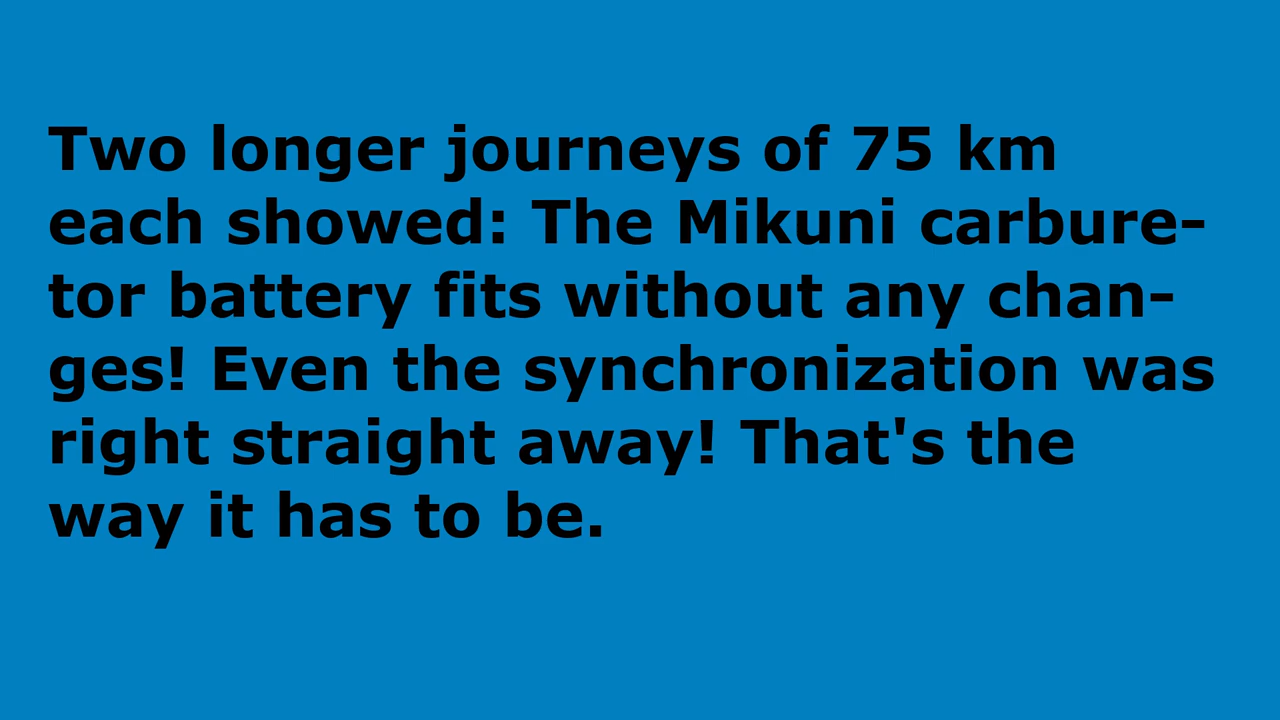 Two longer journeys of 75 km
each showed: The Mikuni carbure-
tor battery fits without any chan-
ges! Even the synchronization was
right straight away! That's the
way it has to be.